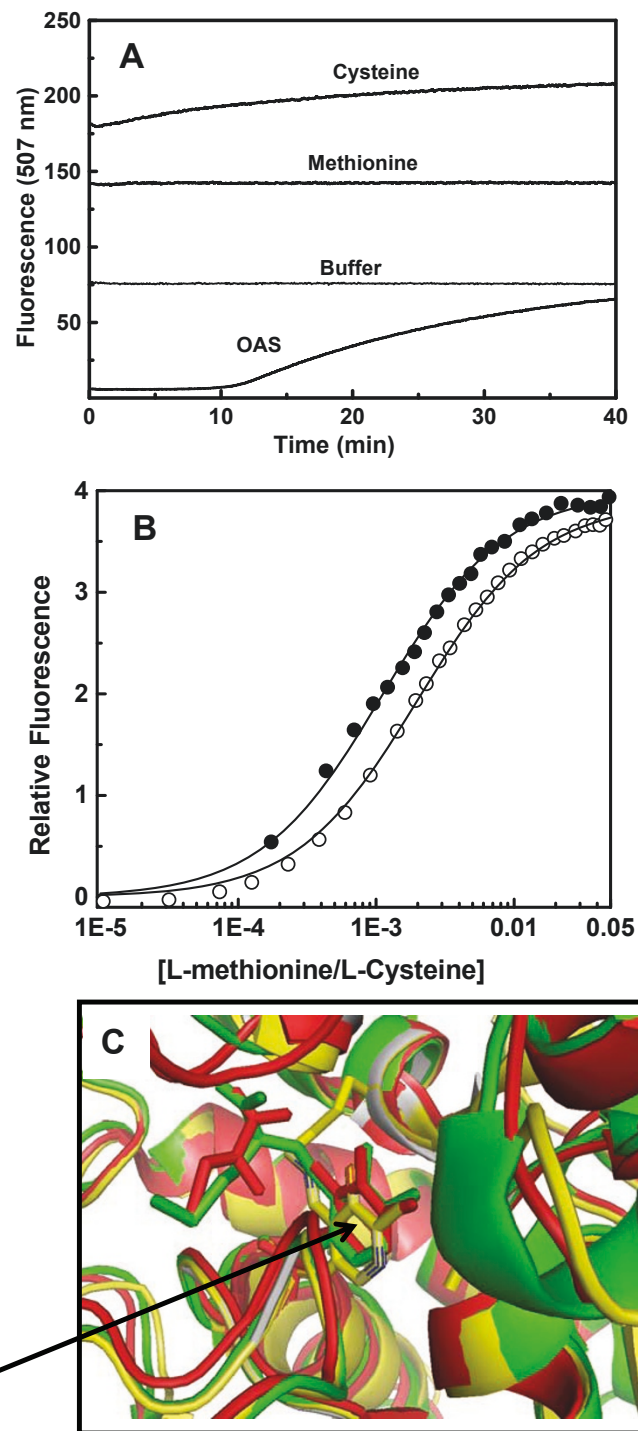 250
A
Cysteine
200
Methionine
150
Buffer
100
50
OAS
0 10 20 30 40
Fluorescence (507 nm)
Time (min)
4
B
3
2
1
0
1E-5 1E-4 1E-3 0.01 0.05
Relative Fluorescence
[L-methionine/L-Cysteine]
C